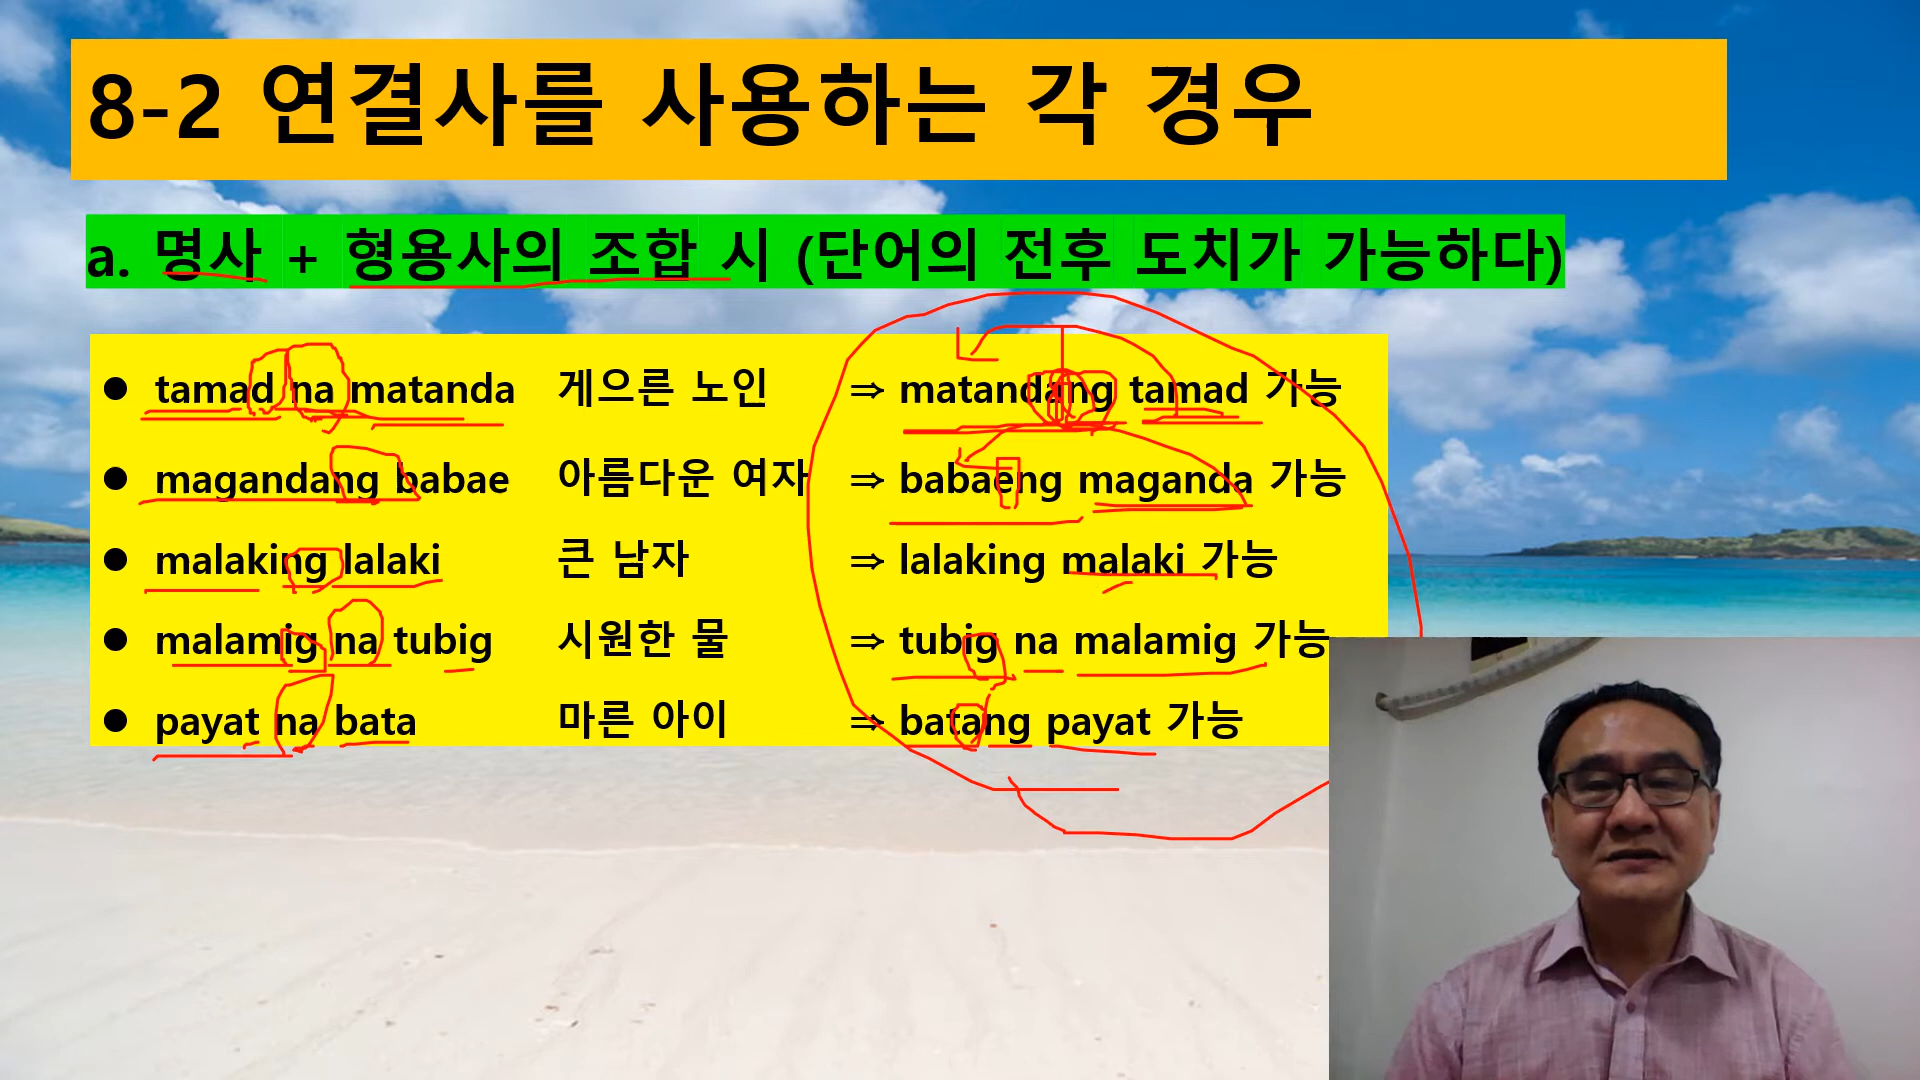 8-2 연결사를 사용하는 각 경우
a. 명사 + 형용사의 조합 시 (단어의 전후 도치가 가능하다)
● tamad na matanda 게으른 노인 ⇒ matandang tamad 가능
● magandang babae 아름다운 여자 ⇒ babaeng maganda 가능
● malaking lalaki 큰 남자 ⇒ lalaking malaki 가능
● malamig na tubig 시원한 물 ⇒ tubig na malamig 가능
● payat na bata 마른 아이 ⇒ batang payat 가능